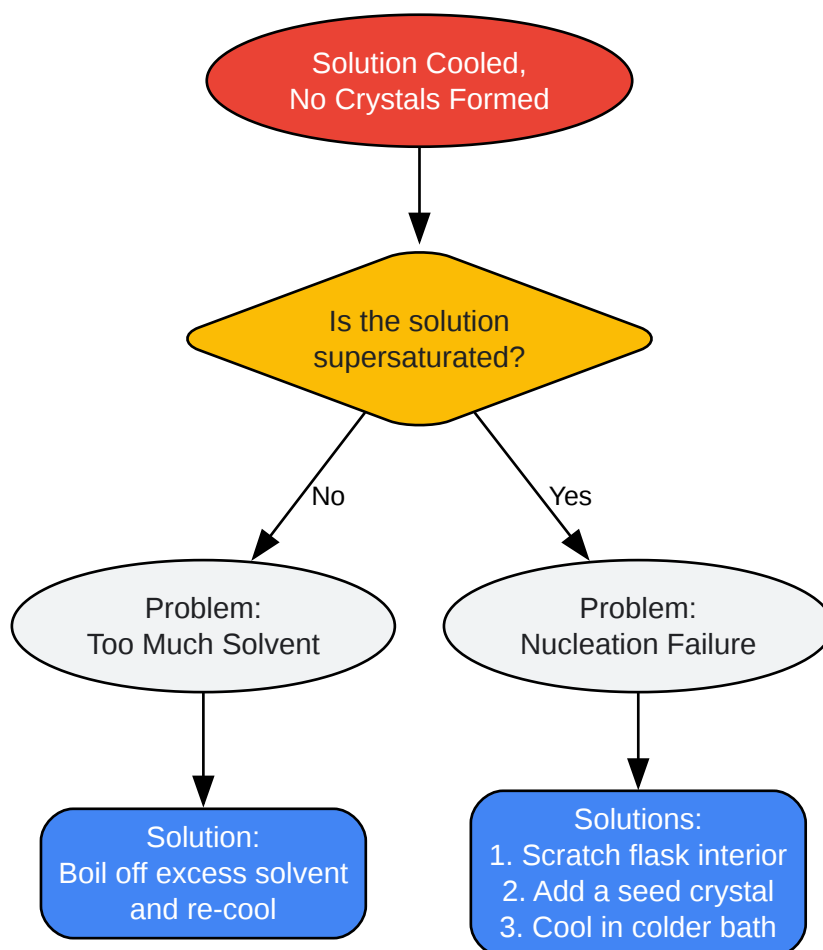 Solution Cooled,
No Crystals Formed
Is the solution
supersaturated?
No
Yes
Problem:
Too Much Solvent
Problem:
Nucleation Failure
Solution:
Boil off excess solvent
and re-cool
Solutions:
1. Scratch flask interior
2. Add a seed crystal
3. Cool in colder bath